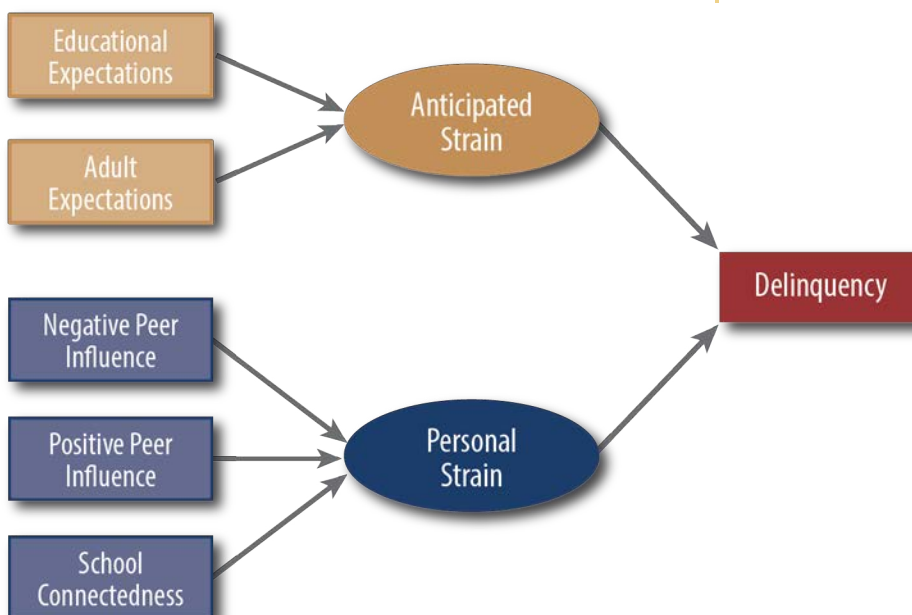 Educational
Expectations
Anticipated
Strain
Adult
Expectations
Delinquency
Negative Peer
Influence
Positive Peer
Influence
Personal
Strain
School
Connectedness